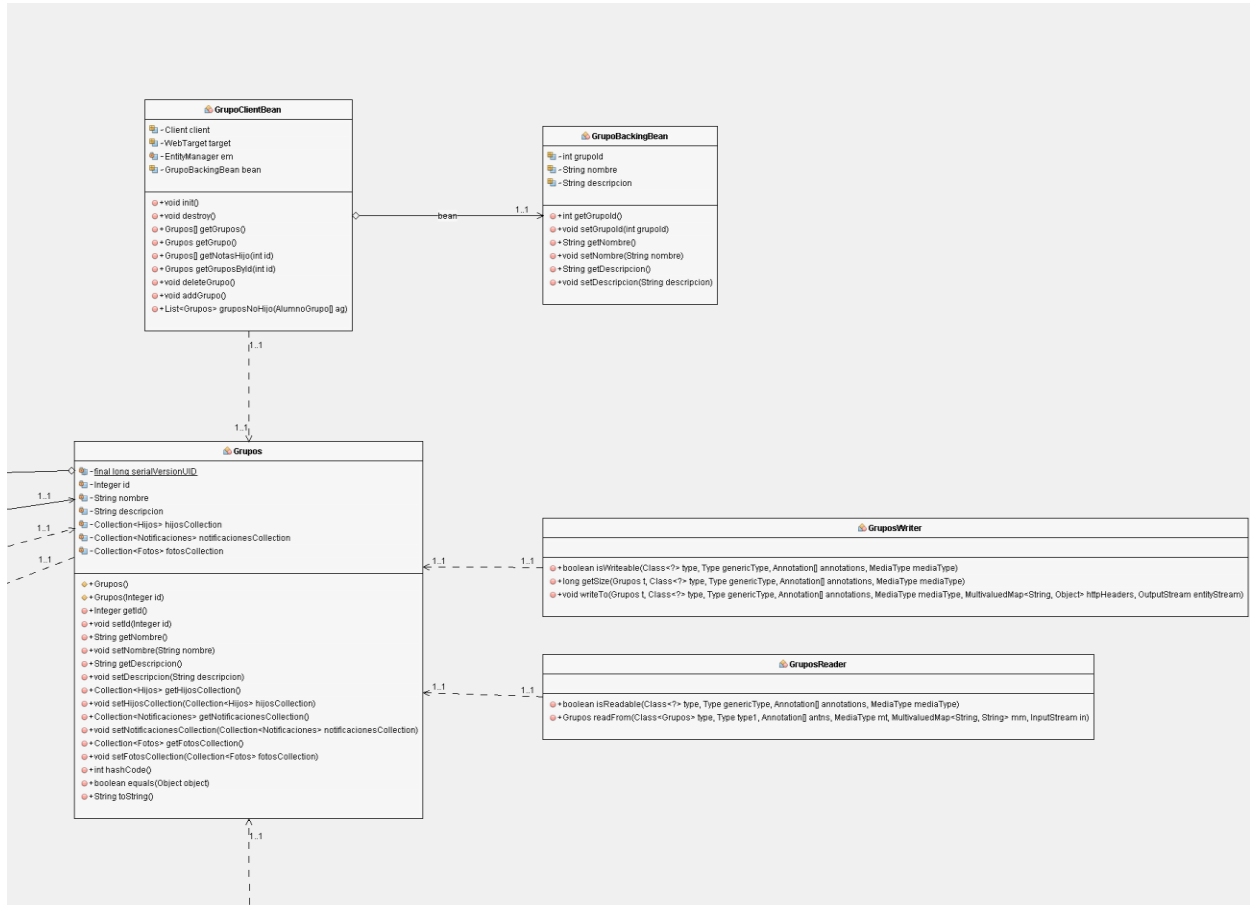 GrupoClientBean
-Client client
-WebTarget target
-EntityManager em
-GrupoBackingBean bean
+void init()
+void destroy()
+Grupos[] getGrupos()
+Grupos getGrupo()
+Grupos[] getNotasHijo(int id)
+Grupos getGruposById(int id)
+void deleteGrupo()
+void addGrupo()
+List<Grupos> gruposNoHijo(AlumnoGrupo[] ag)
bean
1..1
GrupoBackingBean
-int grupoId
-String nombre
-String descripcion
+int getGrupoId()
+void setGrupoId(int grupoId)
+String getNombre()
+void setNombre(String nombre)
+String getDescripcion()
+void setDescripcion(String descripcion)
1..1
1..1
Grupos
-final long serialVersionUID
-Integer id
-String nombre
-String descripcion
-Collection<Hijos> hijosCollection
-Collection<Notificaciones> notificacionesCollection
-Collection<Fotos> fotosCollection
+Grupos()
+Grupos(Integer id)
+Integer getId()
+void setId(Integer id)
+String getNombre()
+void setNombre(String nombre)
+String getDescripcion()
+void setDescripcion(String descripcion)
+Collection<Hijos> getHijosCollection()
+void setHijosCollection(Collection<Hijos> hijosCollection)
+Collection<Notificaciones> getNotificacionesCollection()
+void setNotificacionesCollection(Collection<Notificaciones> notificacionesCollection)
+Collection<Fotos> getFotosCollection()
+void setFotosCollection(Collection<Fotos> fotosCollection)
+int hashCode()
+boolean equals(Object object)
+String toString()
1..1
1..1
1..1
1..1
1..1
GruposWriter
+boolean isWriteable(Class<?> type, Type genericType, Annotation[] annotations, MediaType mediaType)
+long getSize(Grupos t, Class<?> type, Type genericType, Annotation[] annotations, MediaType mediaType)
+void writeTo(Grupos t, Class<?> type, Type genericType, Annotation[] annotations, MediaType mediaType, MultivaluedMap<String, Object> httpHeaders, OutputStream entityStream)
1..1
1..1
GruposReader
+boolean isReadable(Class<?> type, Type genericType, Annotation[] annotations, MediaType mediaType)
+Grupos readFrom(Class<Grupos> type, Type type1, Annotation[] antns, MediaType mt, MultivaluedMap<String, String> mm, InputStream in)
1..1